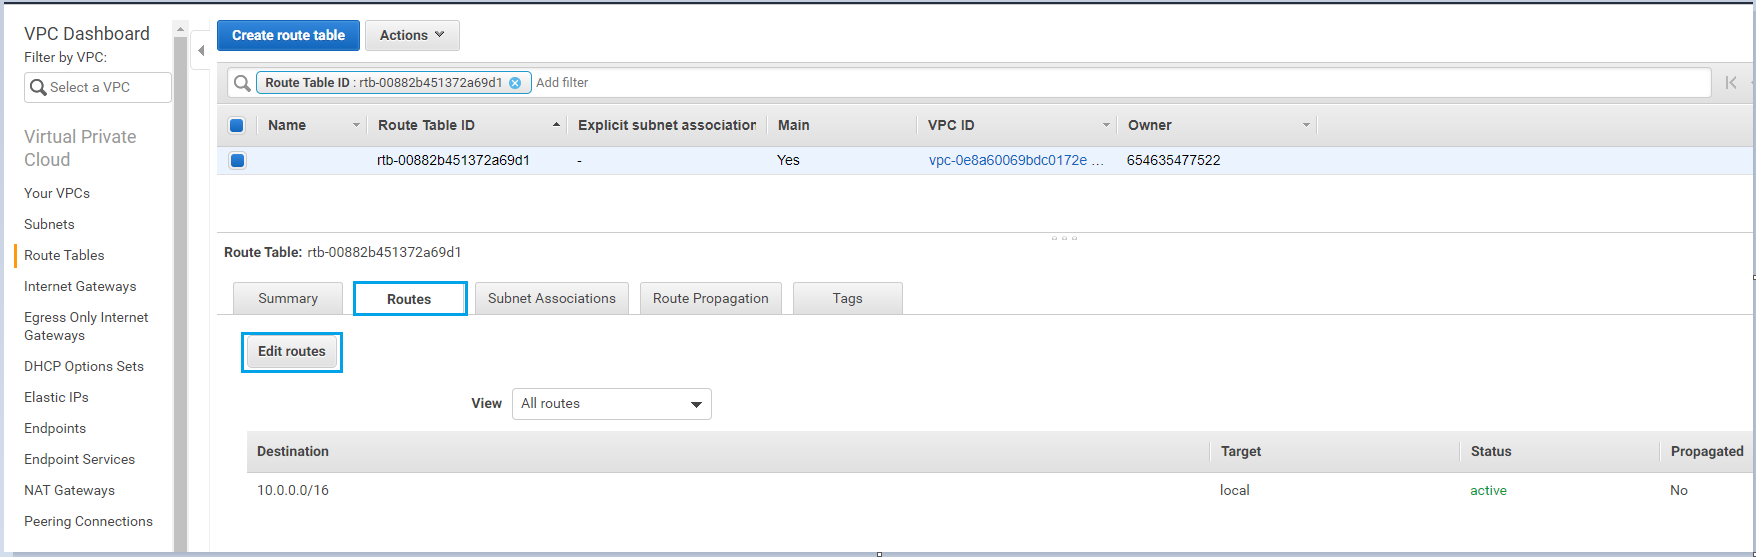 VPC Dashboard
Filter by VPC:
Select a VPC
Virtual Private
Cloud
Your VPCs
Subnets
Route Tables
Internet Gateways
Egress Only Internet
Gateways
DHCP Options Sets
Elastic IPs
Endpoints
Endpoint Services
NAT Gateways
Peering Connections
Create route table Actions
Route Table ID : rtb-00882b451372a69d1 Add filter
Name Route Table ID Explicit subnet association Main VPC ID Owner
rtb-00882b451372a69d1 - Yes vpc-0e8a60069bdc0172e ... 654635477522
Route Table: rtb-00882b451372a69d1
Summary Routes Subnet Associations Route Propagation Tags
Edit routes
View All routes
Destination Target Status Propagated
10.0.0.0/16 local active No